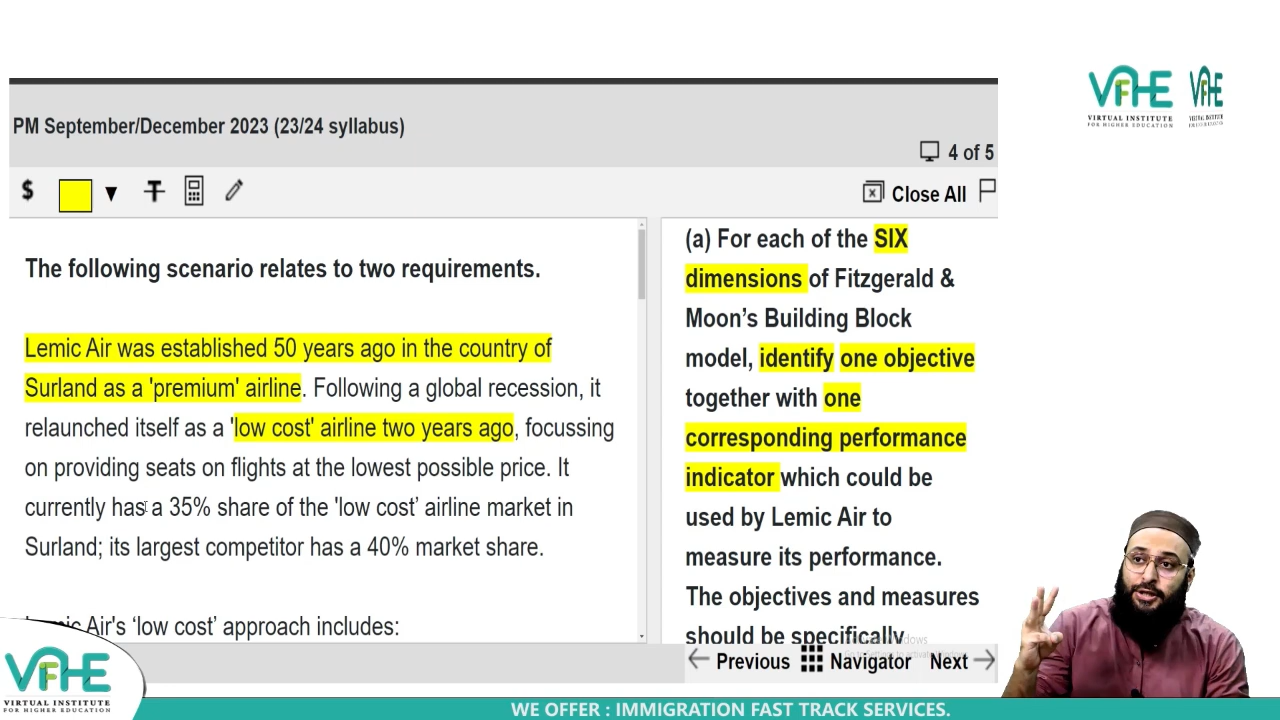 VFHE
VIRTUAL INSTITUTE
FOR HIGHER EDUCATION
VFHE
VIRTUAL INSTITUTE
PM September/December 2023 (23/24 syllabus)
4 of 5
$
Close All
The following scenario relates to two requirements.
Lemic Air was established 50 years ago in the country of
Surland as a 'premium' airline. Following a global recession, it
relaunched itself as a 'low cost' airline two years ago, focussing
on providing seats on flights at the lowest possible price. It
currently has a 35% share of the 'low cost’ airline market in
Surland; its largest competitor has a 40% market share.
Air's ‘low cost’ approach includes:
(a) For each of the SIX
dimensions of Fitzgerald &
Moon’s Building Block
model, identify one objective
together with one
corresponding performance
indicator which could be
used by Lemic Air to
measure its performance.
The objectives and measures
should be specifically
Previous Navigator Next
VFHE
VIRTUAL INSTITUTE
FOR HIGHER EDUCATION
WE OFFER : IMMIGRATION FAST TRACK SERVICES.